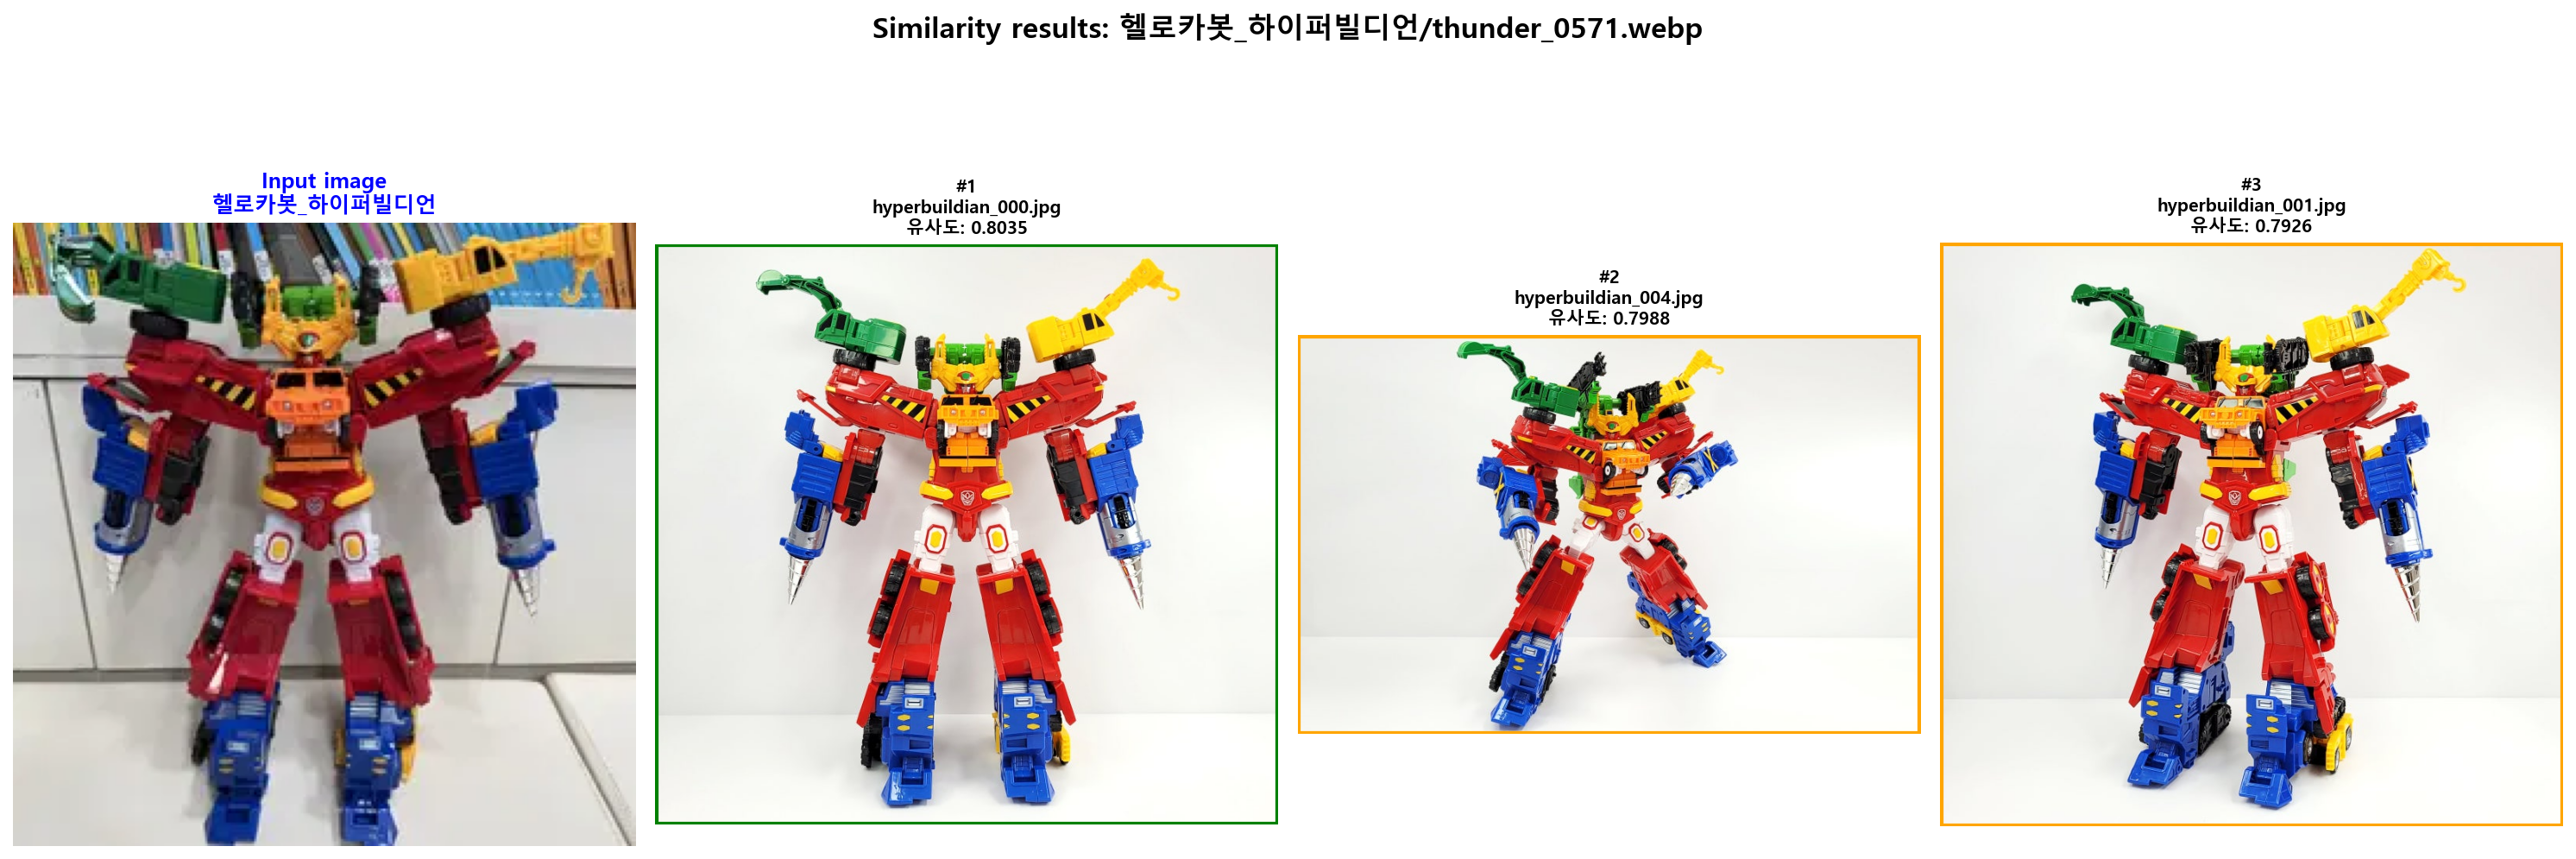 Similarity results: 헬로카봇_하이퍼빌디언/thunder_0571.webp
Input image
헬로카봇_하이퍼빌디언
#1
hyperbuildian_000.jpg
유사도: 0.8035
#2
hyperbuildian_004.jpg
유사도: 0.7988
#3
hyperbuildian_001.jpg
유사도: 0.7926